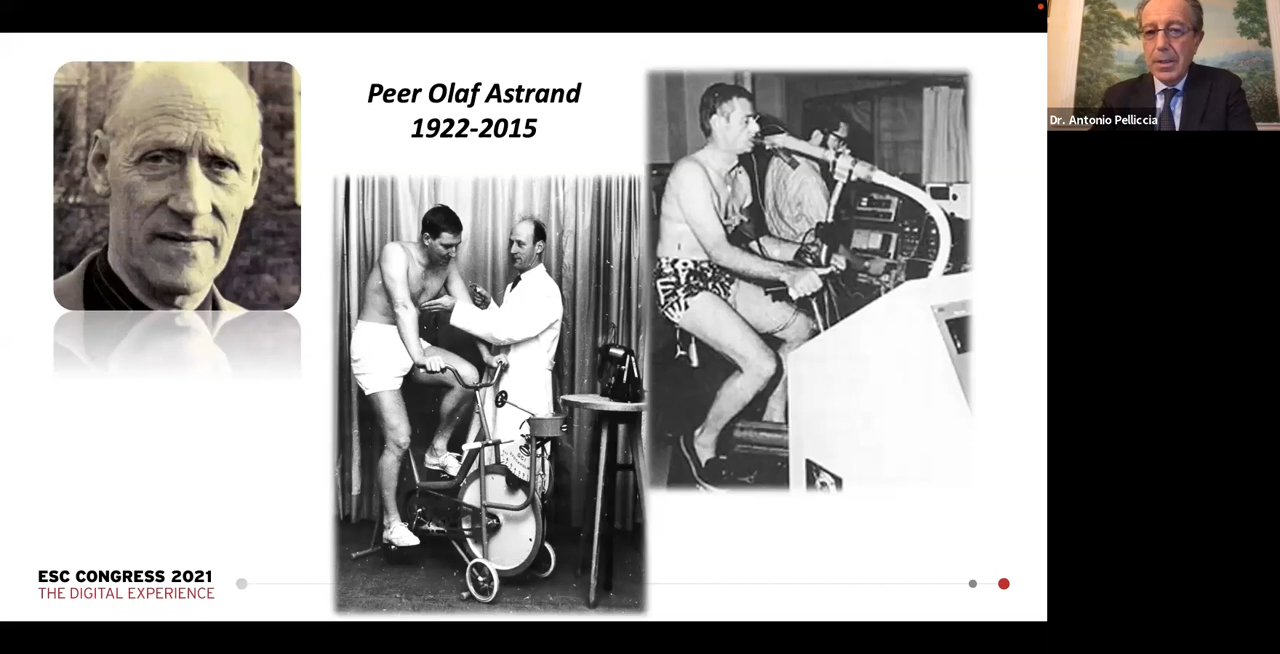 Peer Olaf Astrand
1922-2015
Dr. Antonio Pelliccia
ESC CONGRESS 2021
THE DIGITAL EXPERIENCE